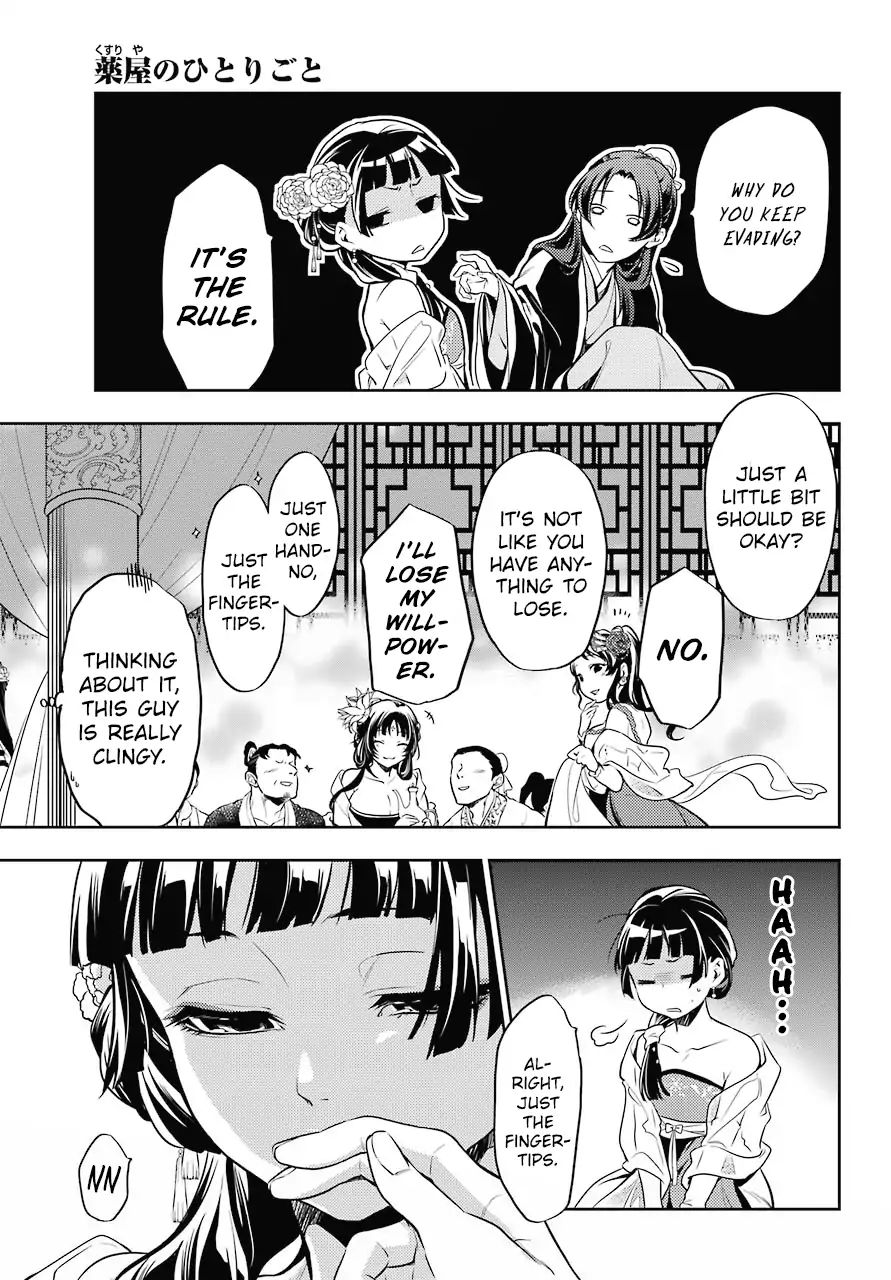 くすり や
薬屋のひとりごと
WHY DO
YOU KEEP
EVADING?
IT'S
THE
RULE.
JUST A
LITTLE BIT
SHOULD BE
OKAY?
NO.
IT'S NOT
LIKE YOU
HAVE ANY-
THING TO
LOSE.
I'LL
LOSE
MY
WILL-
POW-
ER.
JUST
ONE
HAND-
NO,
JUST
THE
FINGER-
TIPS.
THINKING
ABOUT IT,
THIS GUY
IS REALLY
CLINGY.
HAAH...
AL-
RIGHT,
JUST
THE
FINGER-
TIPS.
NN